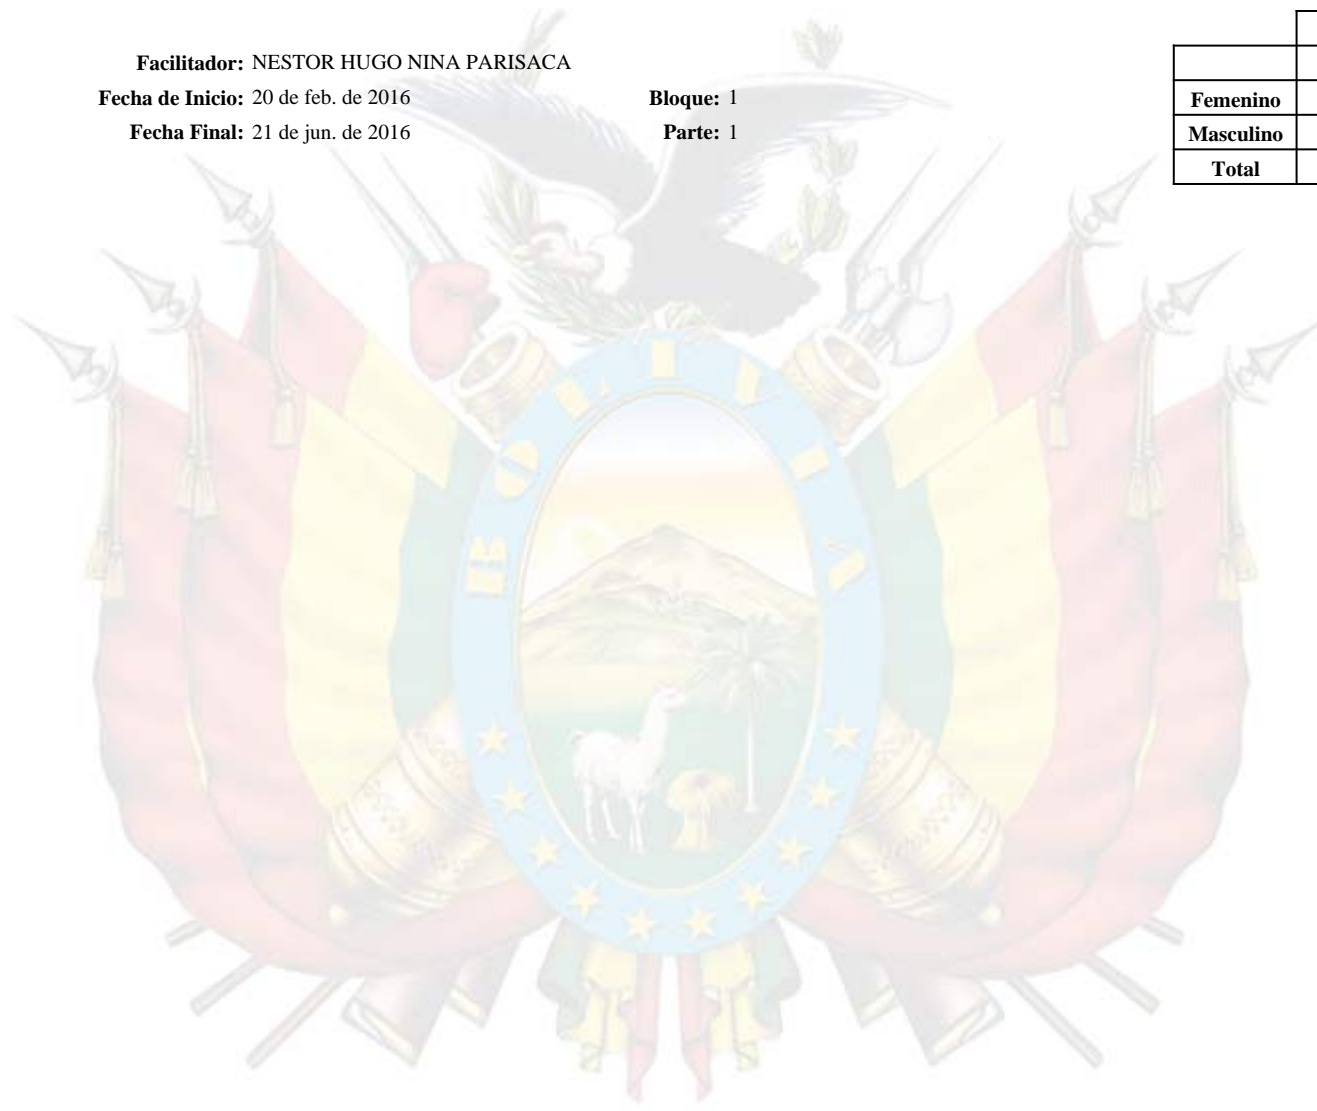 Facilitador: NESTOR HUGO NINA PARISACA
Fecha de Inicio: 20 de feb. de 2016 Bloque: 1
Fecha Final: 21 de jun. de 2016 Parte: 1
Femenino
Masculino
Total
BOLIVIA